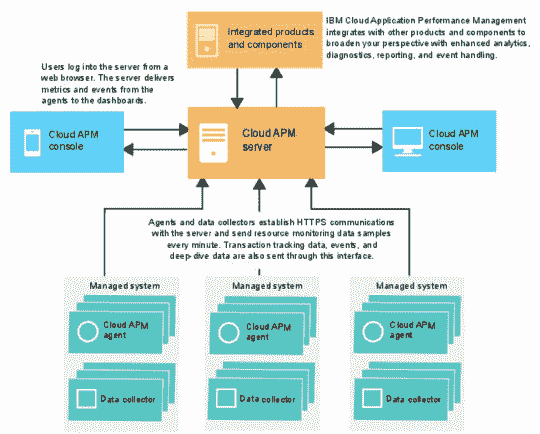 Integrated products
and components
IBM Cloud Application Performance Management
integrates with other products and components to
broaden your perspective with enhanced analytics,
diagnostics, reporting, and event handling.
Users log into the server from a
web browser. The server delivers
metrics and events from the
agents to the dashboards.
Cloud APM
console
Cloud APM
server
Cloud APM
console
Agents and data collectors establish HTTPS communications
with the server and send resource monitoring data samples
every minute. Transaction tracking data, events, and
deep-dive data are also sent through this interface.
Managed system
Managed system
Managed system
Cloud APM
agent
Cloud APM
agent
Cloud APM
agent
Data collector
Data collector
Data collector